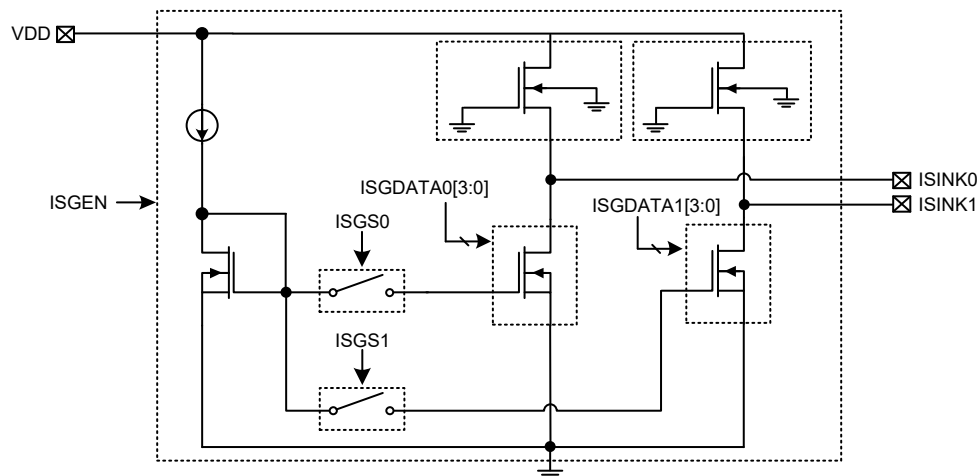 VDD
ISGEN
ISGDATA0[3:0]
ISGS0
ISINK0
ISGDATA1[3:0]
ISINK1
ISGS1